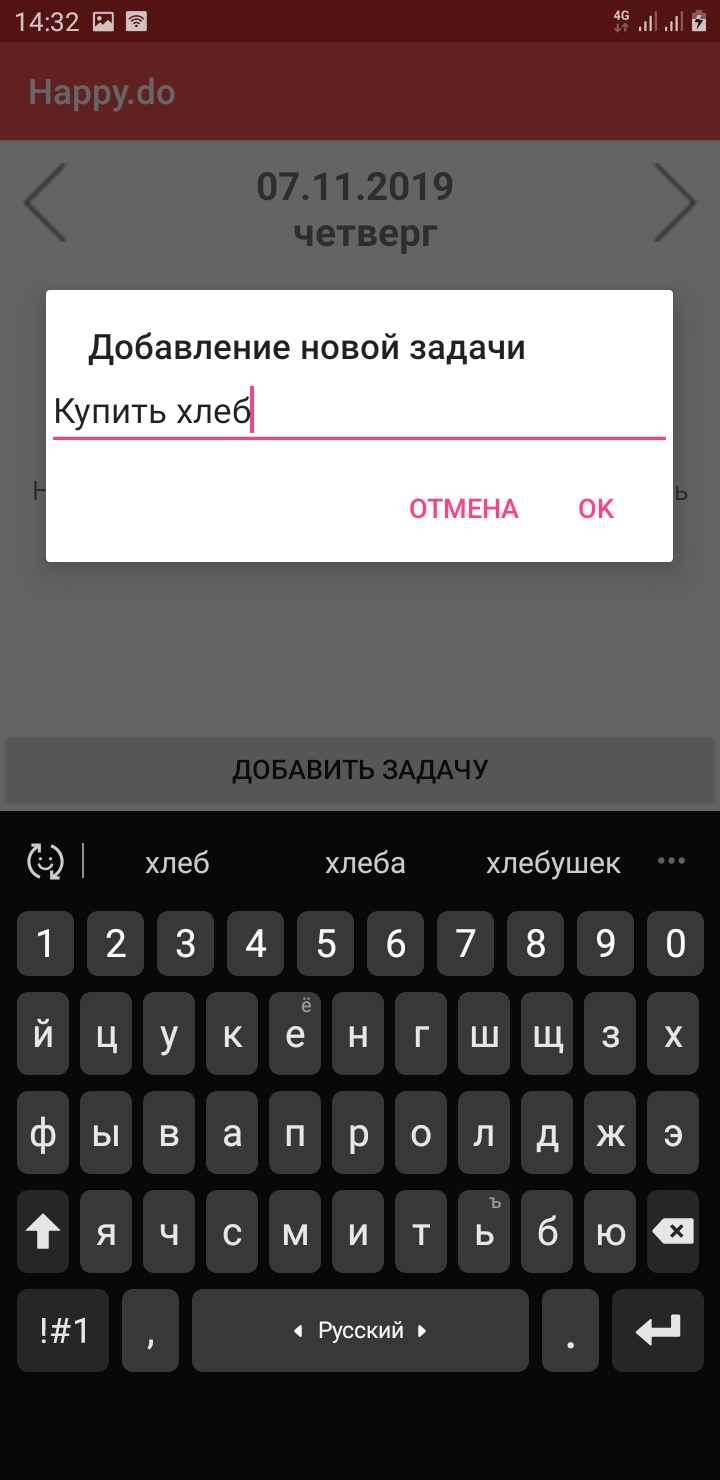 14:32 4G
Happy.do
07.11.2019
четверг
Добавление новой задачи
Купить хлеб
ОТМЕНА OK
ДОБАВИТЬ ЗАДАЧУ
хлеб хлеба хлебушек
1 2 3 4 5 6 7 8 9 0
ё
й ц у к е н г ш щ з х
ф ы в а п р о л д ж э
ъ
я ч с м и т ь б ю
!#1 , Русский .